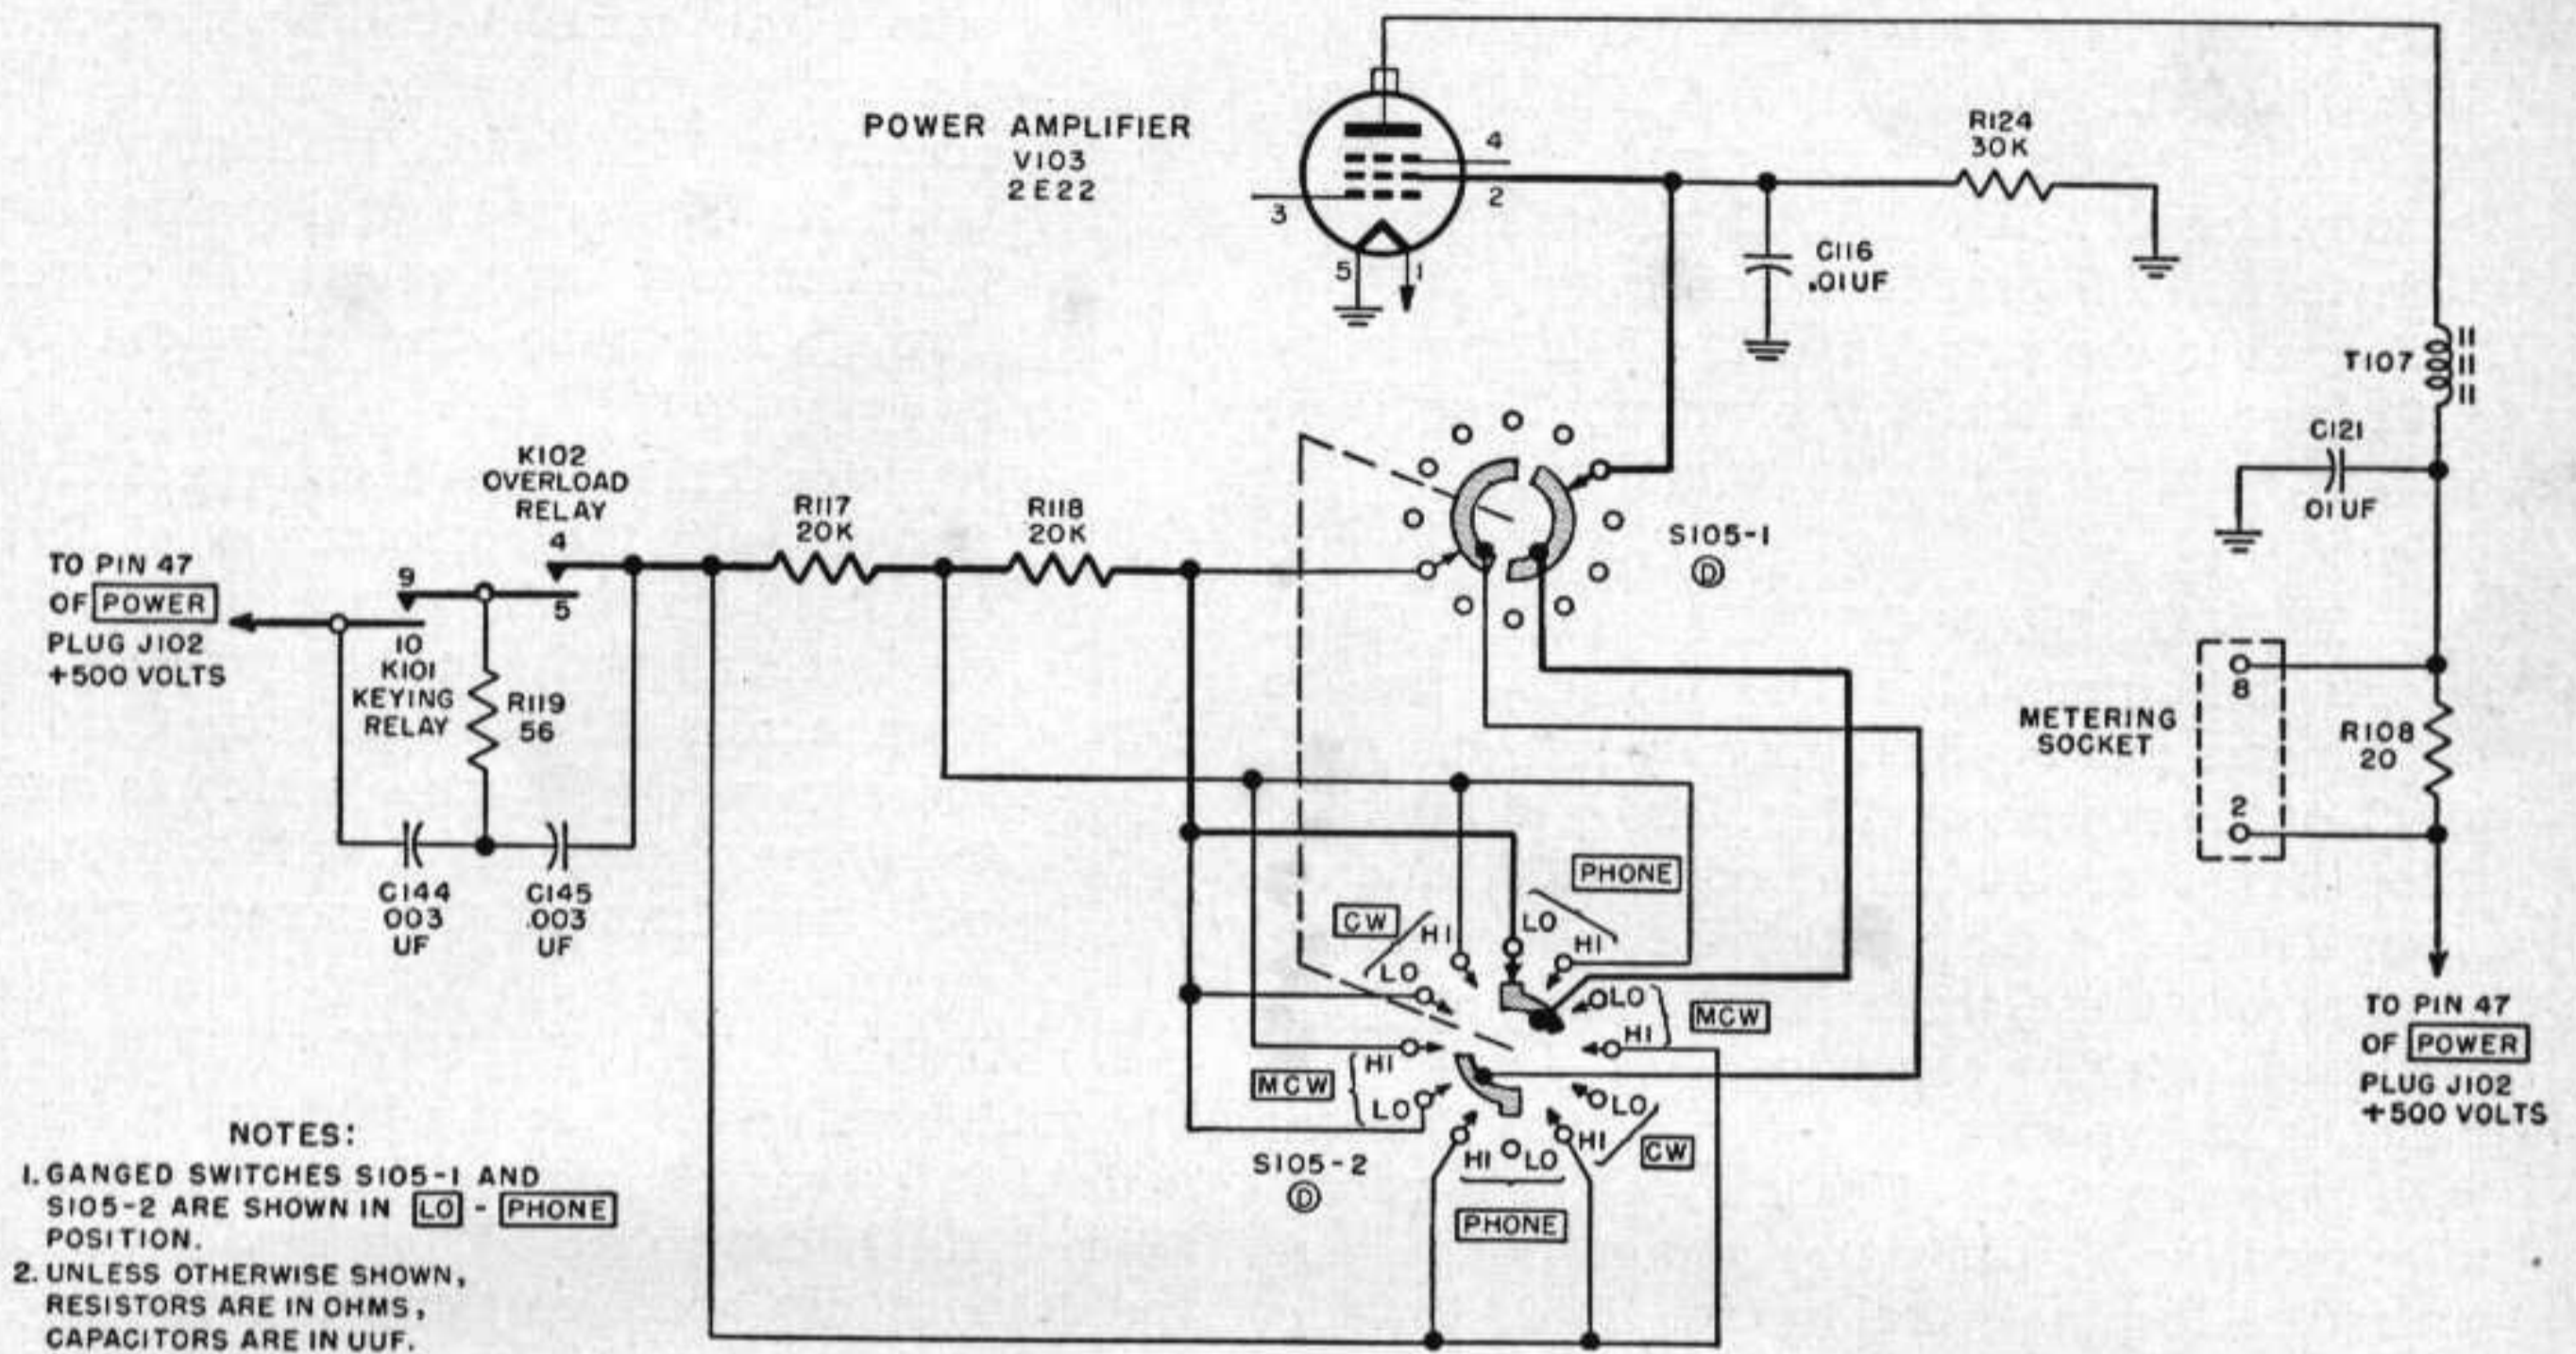 POWER AMPLIFIER
V103
2E22
4
2
3
5
1
R124
30K
C116
.01UF
T107
C121
01UF
K102
OVERLOAD
RELAY
4
5
R117
20K
R118
20K
S105-1
D
TO PIN 47
OF POWER
PLUG J102
+500 VOLTS
9
10
K101
KEYING
RELAY
R119
56
C144
003
UF
C145
.003
UF
METERING
SOCKET
8
2
R108
20
PHONE
LO
HI
CW
HI
LO
LO
HI
MCW
HI
LO
MCW
LO
HI
CW
HI LO
PHONE
S105-2
D
TO PIN 47
OF POWER
PLUG J102
+500 VOLTS
NOTES:
1. GANGED SWITCHES S105-1 AND
S105-2 ARE SHOWN IN LO - PHONE
POSITION.
2. UNLESS OTHERWISE SHOWN,
RESISTORS ARE IN OHMS,
CAPACITORS ARE IN UUF.